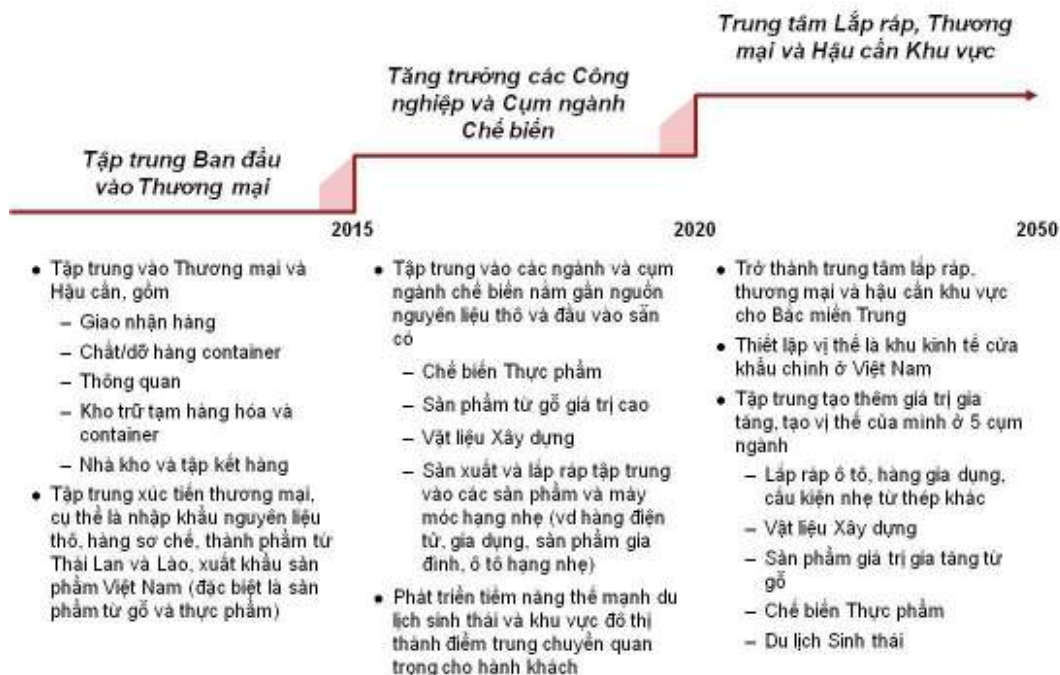 Trung tâm Lắp ráp, Thương
mại và Hậu cần Khu vực
Tăng trưởng các Công
nghiệp và Cụm ngành
Chế biến
Tập trung Ban đầu
vào Thương mại
2015
2020
2050
• Tập trung vào Thương mại và
Hậu cần, gồm
– Giao nhận hàng
– Chất/dỡ hàng container
– Thông quan
– Kho trữ tạm hàng hóa và
container
– Nhà kho và tập kết hàng
• Tập trung xúc tiến thương mại,
cụ thể là nhập khẩu nguyên liệu
thô, hàng sơ chế, thành phẩm từ
Thái Lan và Lào, xuất khẩu sản
phẩm Việt Nam (đặc biệt là sản
phẩm từ gỗ và thực phẩm)
• Tập trung vào các ngành và cụm
ngành chế biến nằm gần nguồn
nguyên liệu thô và đầu vào sẵn
có
– Chế biến Thực phẩm
– Sản phẩm từ gỗ giá trị cao
– Vật liệu Xây dựng
– Sản xuất và lắp ráp tập trung
vào các sản phẩm và máy
móc hạng nhẹ (vd hàng điện
tử, gia dụng, sản phẩm gia
đình, ô tô hạng nhẹ)
• Phát triển tiềm năng thế mạnh du
lịch sinh thái và khu vực đô thị
thành điểm trung chuyển quan
trọng cho hành khách
• Trở thành trung tâm lắp ráp,
thương mại và hậu cần khu vực
cho Bắc miền Trung
• Thiết lập vị thế là khu kinh tế cửa
khẩu chính ở Việt Nam
• Tập trung tạo thêm giá trị gia
tăng, tạo vị thế của mình ở 5 cụm
ngành
– Lắp ráp ô tô, hàng gia dụng,
cấu kiện nhẹ từ thép khác
– Vật liệu Xây dựng
– Sản phẩm giá trị gia tăng từ
gỗ
– Chế biến Thực phẩm
– Du lịch Sinh thái